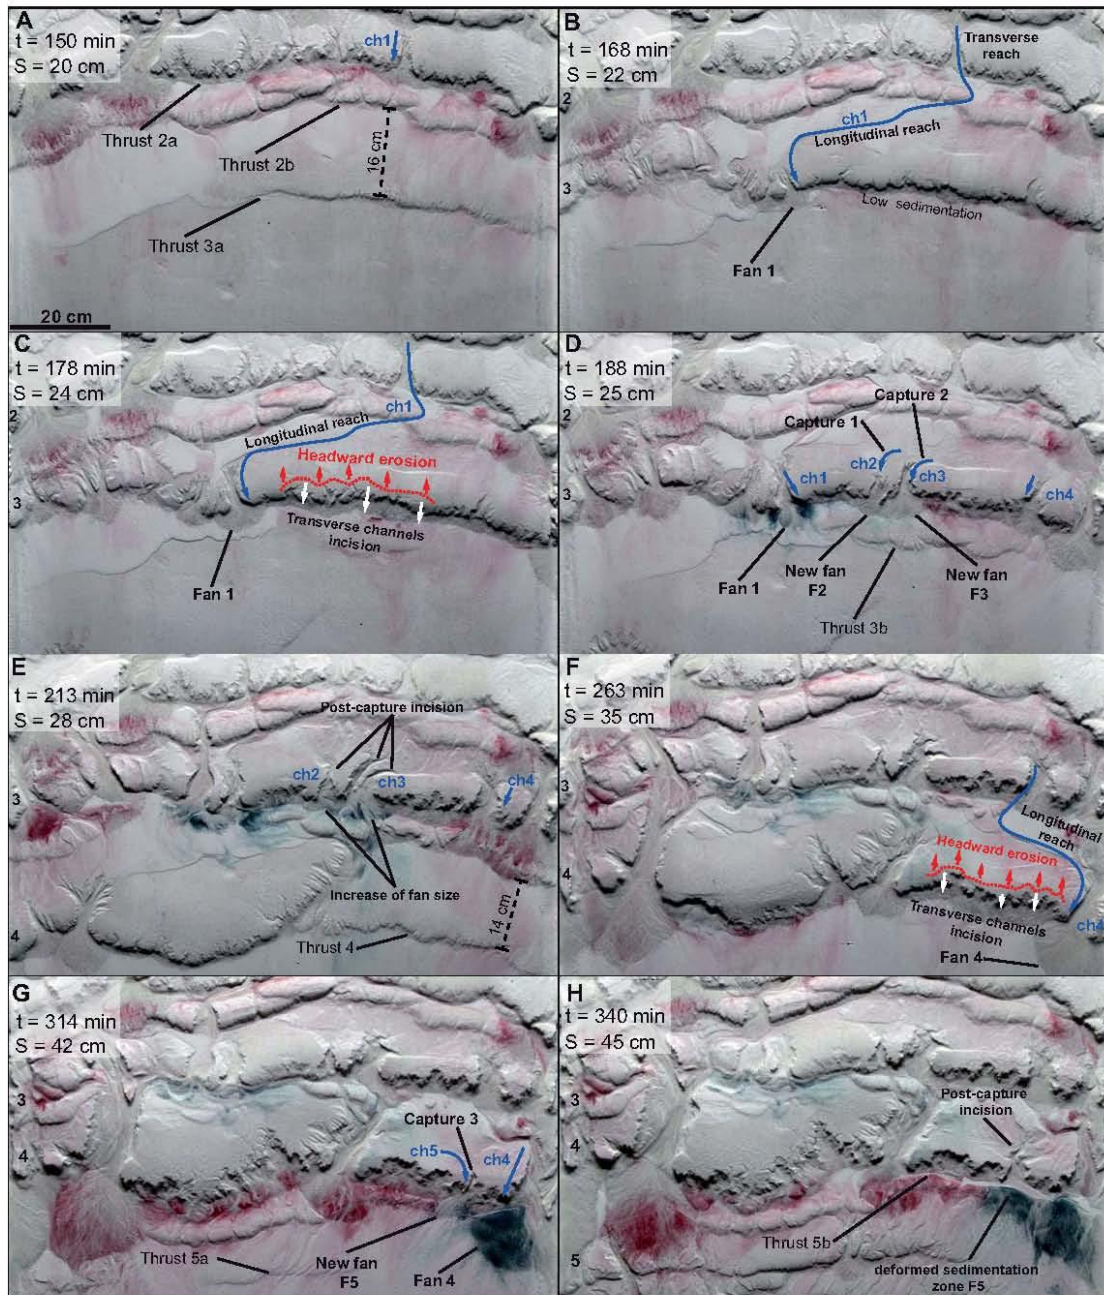 A
t = 150 min
S = 20 cm
ch1
Thrust 2a
Thrust 2b
16 cm
Thrust 3a
20 cm
B
t = 168 min
S = 22 cm
Transverse
reach
2
ch1
Longitudinal reach
3
Low sedimentation
Fan 1
C
t = 178 min
S = 24 cm
2
ch1
Longitudinal reach
Headward erosion
3
Transverse channels
incision
Fan 1
D
t = 188 min
S = 25 cm
2
Capture 2
Capture 1
ch2
ch1
ch3
3
ch4
Fan 1
New fan
F2
New fan
F3
Thrust 3b
E
t = 213 min
S = 28 cm
Post-capture incision
ch2
ch3
ch4
3
Increase of fan size
14 cm
Thrust 4
4
F
t = 263 min
S = 35 cm
3
Longitudinal
reach
Headward erosion
4
Transverse channels
incision
ch4
Fan 4
G
t = 314 min
S = 42 cm
3
Capture 3
4
ch5
ch4
Thrust 5a
New fan
F5
Fan 4
H
t = 340 min
S = 45 cm
3
Post-capture
incision
4
Thrust 5b
deformed sedimentation
zone F5
5